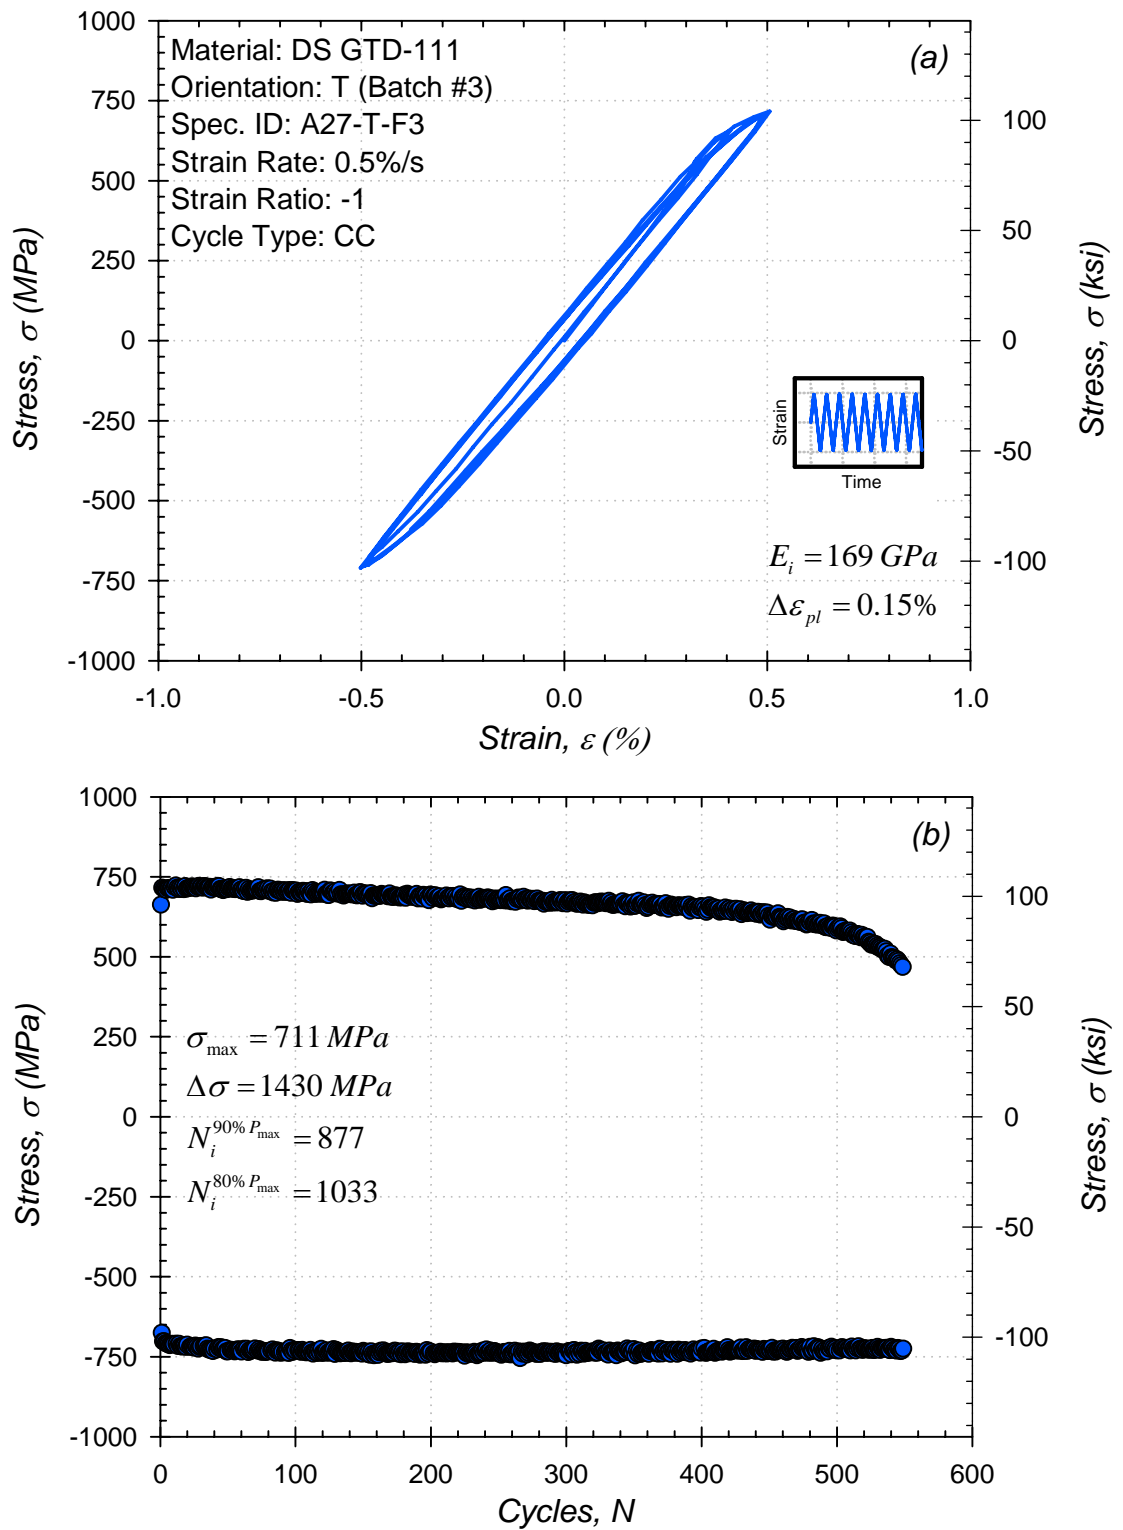 (a)
Material: DS GTD-111
Orientation: T (Batch #3)
Spec. ID: A27-T-F3
Strain Rate: 0.5%/s
Strain Ratio: -1
Cycle Type: CC
1000
750
500
250
0
-250
-500
-750
-1000
Stress, σ (MPa)
100
50
0
-50
-100
Stress, σ (ksi)
Strain
Time
E_i = 169 GPa
Δε_pl = 0.15%
-1.0 -0.5 0.0 0.5 1.0
Strain, ε (%)
(b)
1000
750
500
250
0
-250
-500
-750
-1000
Stress, σ (MPa)
100
50
0
-50
-100
Stress, σ (ksi)
σ_max = 711 MPa
Δσ = 1430 MPa
N_i^90% P_max = 877
N_i^80% P_max = 1033
0 100 200 300 400 500 600
Cycles, N